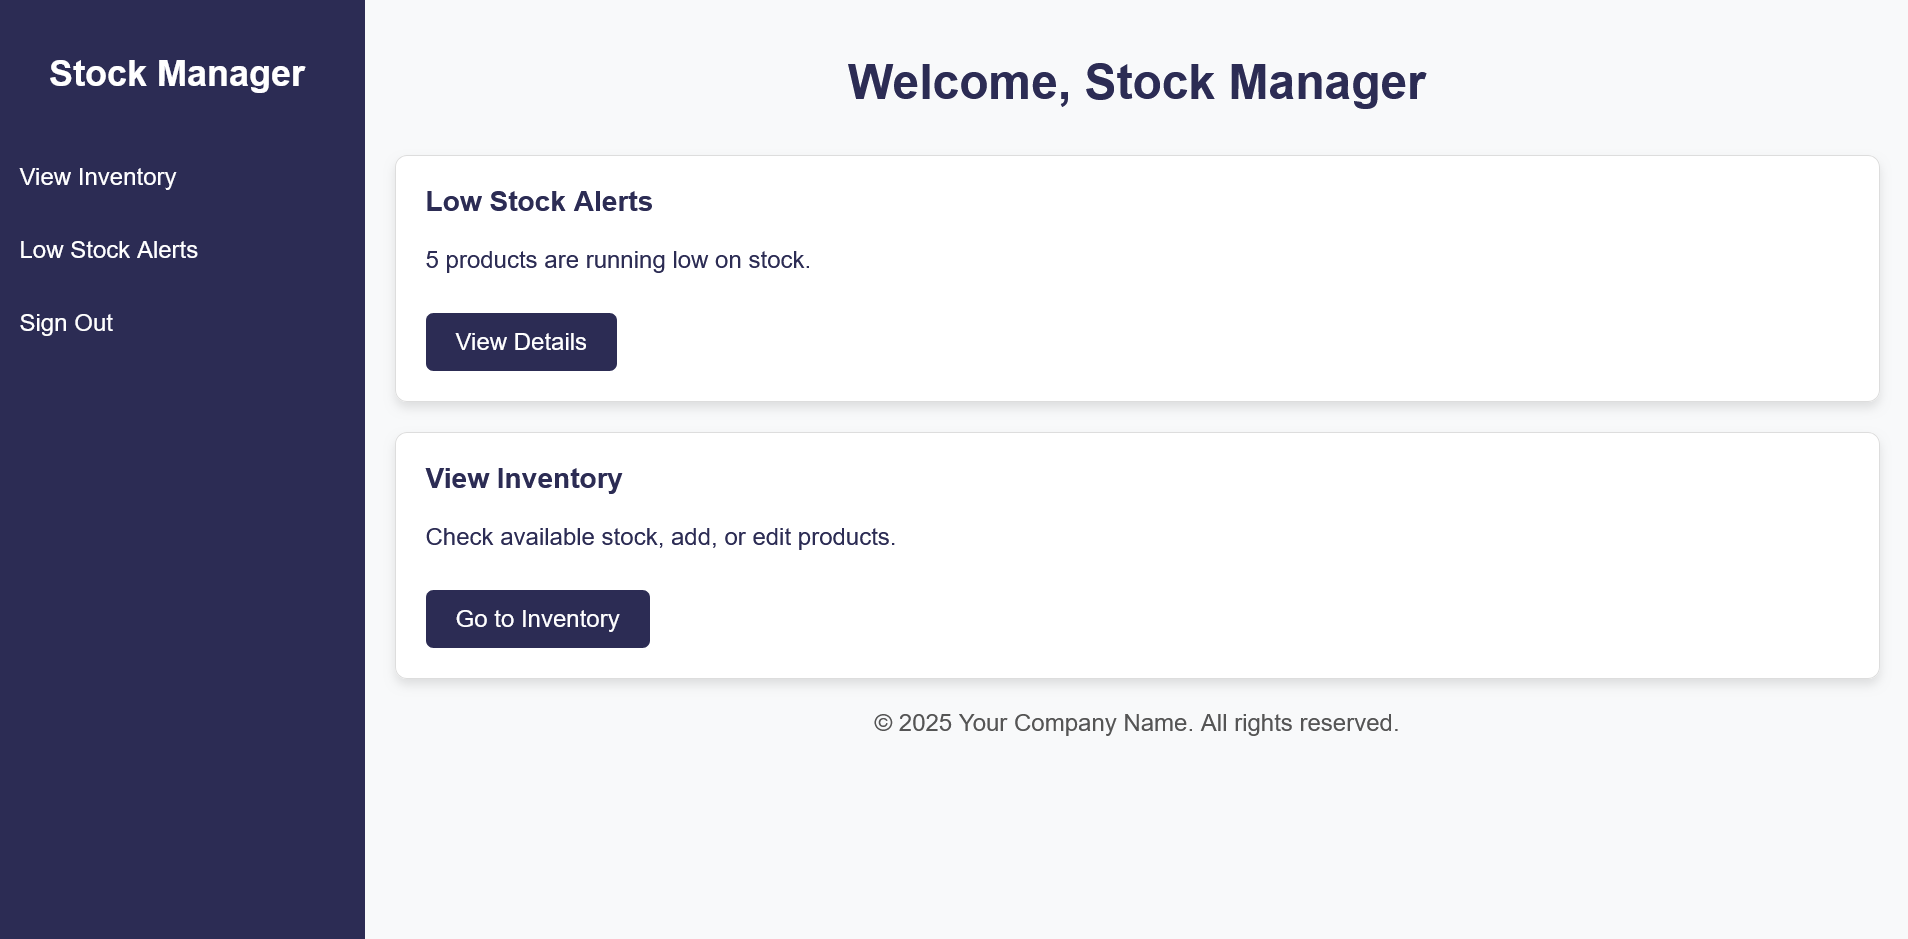 Stock Manager
View Inventory
Low Stock Alerts
Sign Out
Welcome, Stock Manager
Low Stock Alerts
5 products are running low on stock.
View Details
View Inventory
Check available stock, add, or edit products.
Go to Inventory
© 2025 Your Company Name. All rights reserved.